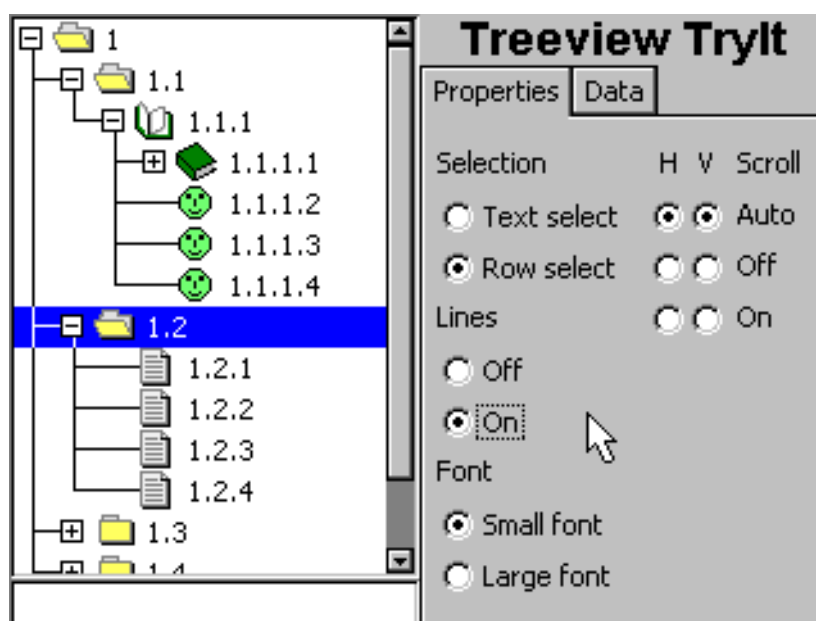 1
1.1
1.1.1
1.1.1.1
1.1.1.2
1.1.1.3
1.1.1.4
1.2
1.2.1
1.2.2
1.2.3
1.2.4
1.3
1.4
Treeview TryIt
Properties Data
Selection H V Scroll
Text select Auto
Row select Off
Lines On
Off
On
Font
Small font
Large font